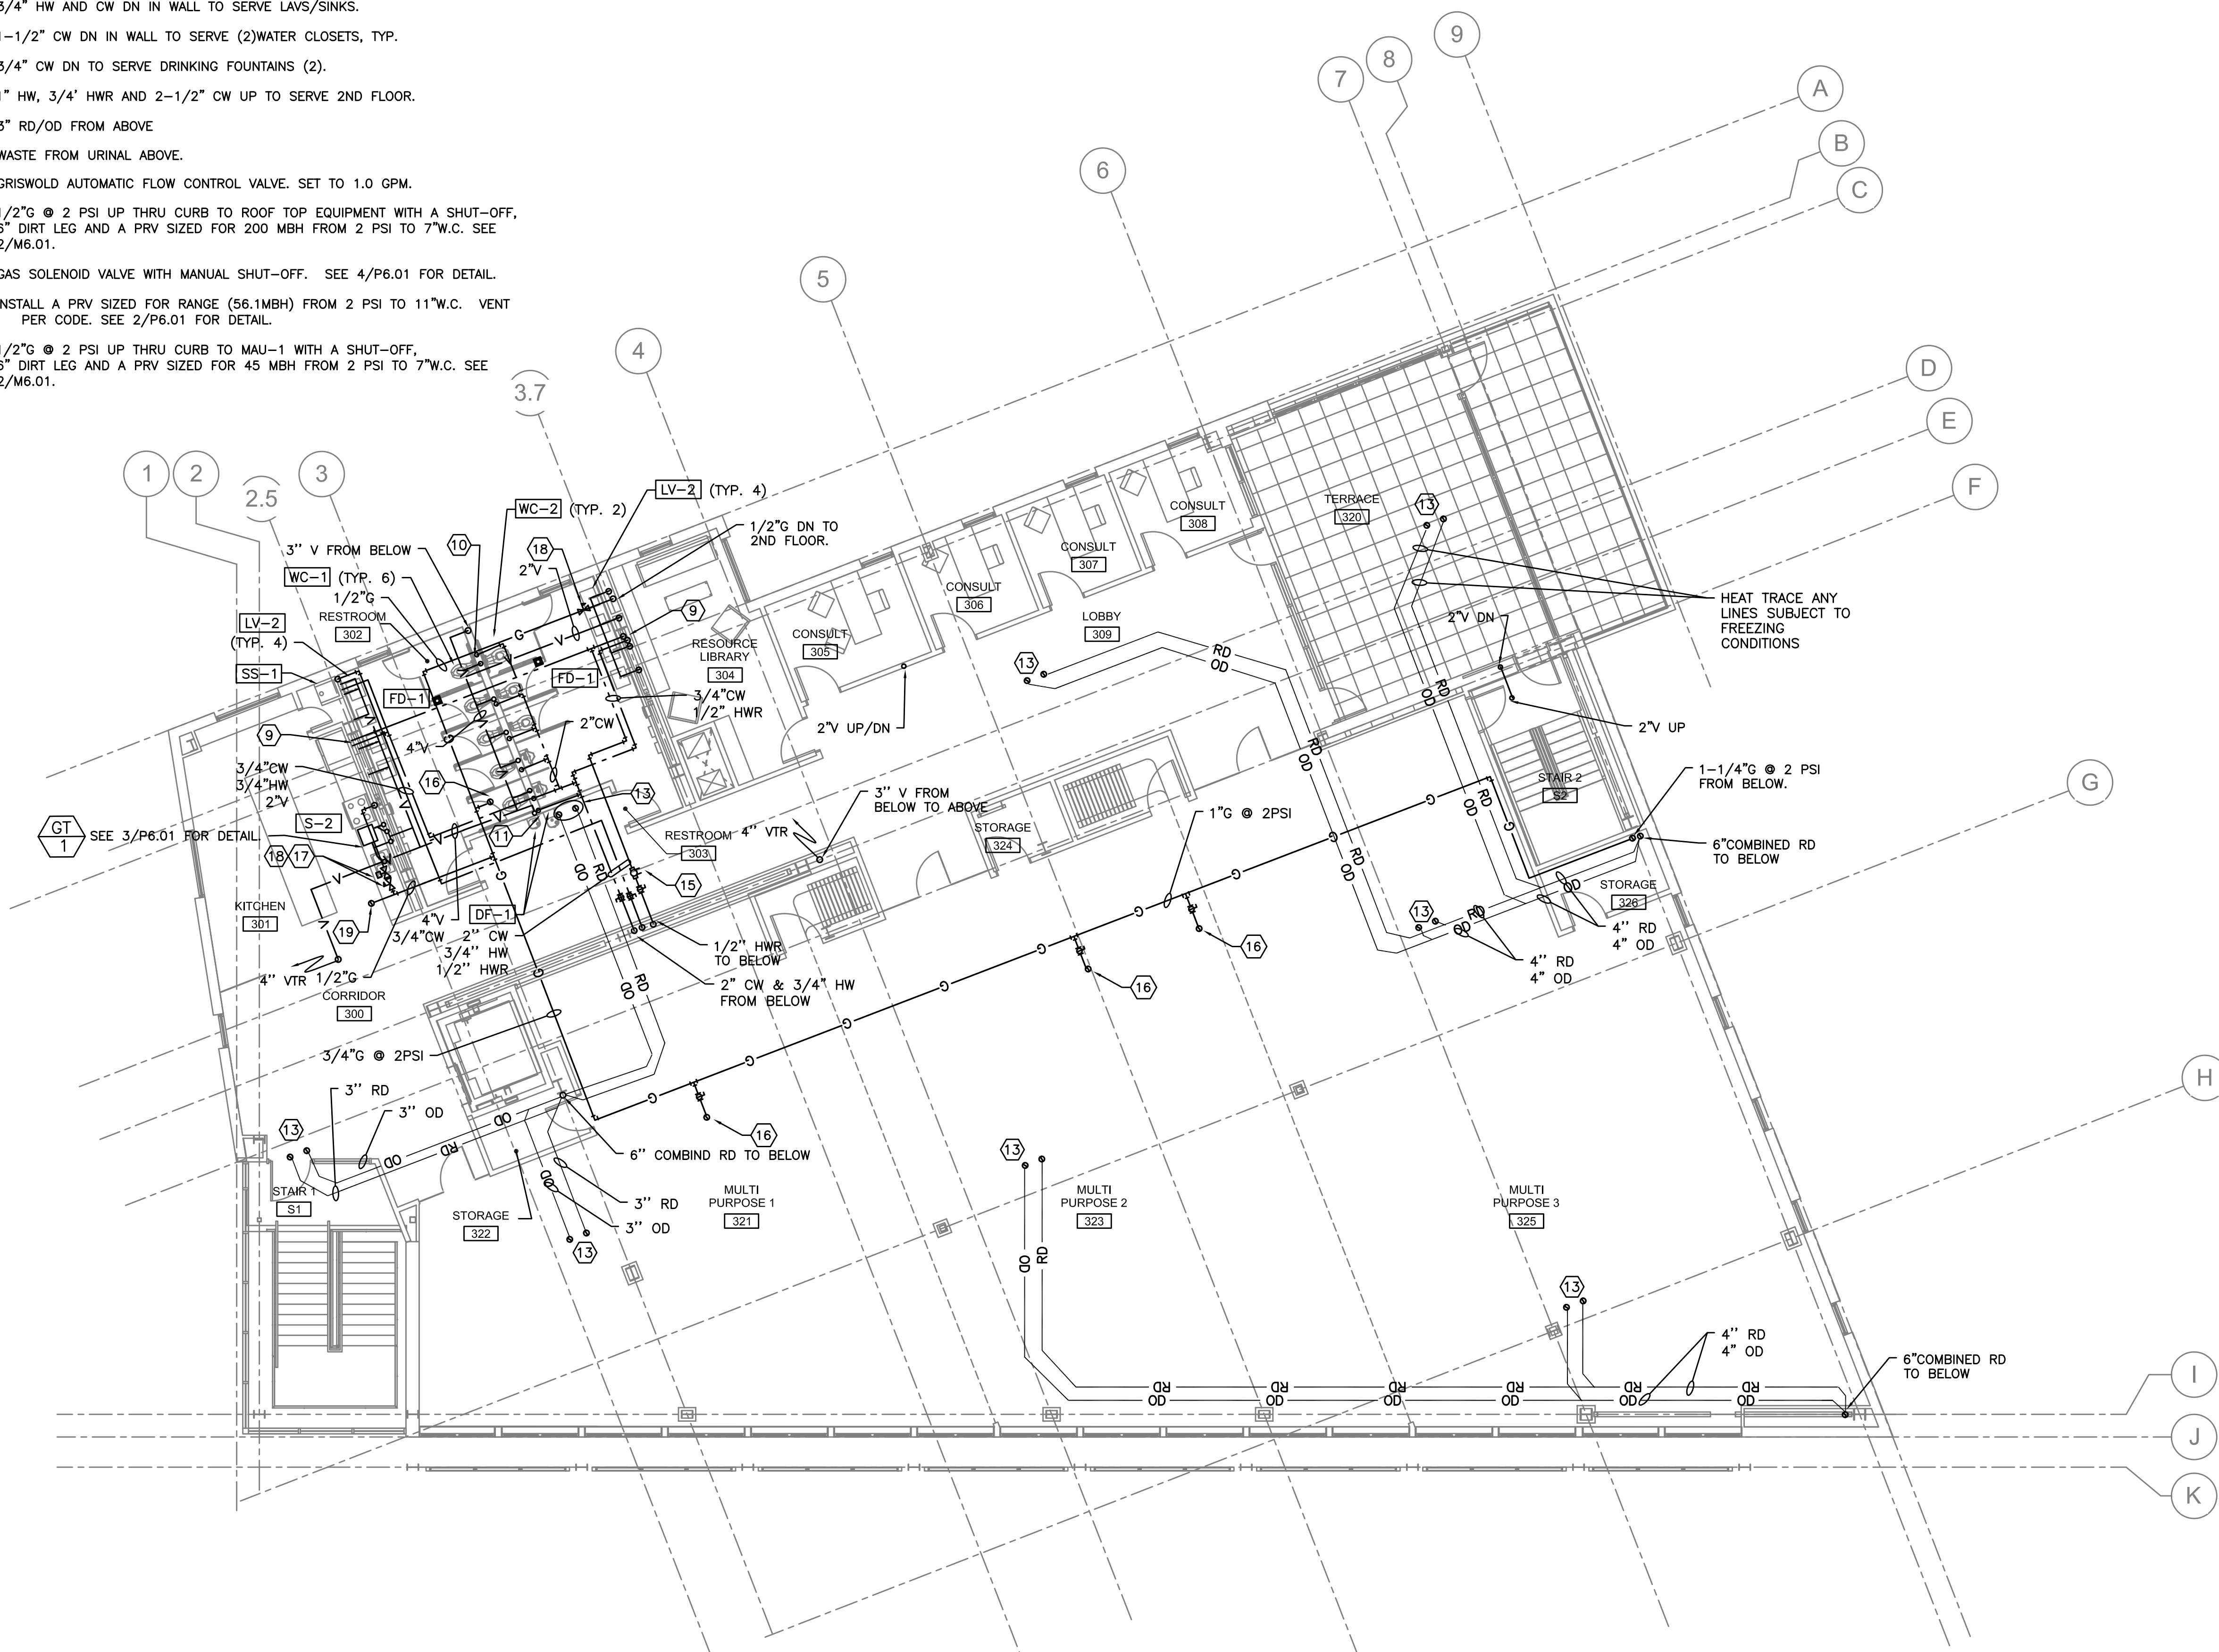 3/4" HW AND CW DN IN WALL TO SERVE LAVS/SINKS.
1-1/2" CW DN IN WALL TO SERVE (2)WATER CLOSETS, TYP.
3/4" CW DN TO SERVE DRINKING FOUNTAINS (2).
1" HW, 3/4' HWR AND 2-1/2" CW UP TO SERVE 2ND FLOOR.
3" RD/OD FROM ABOVE
WASTE FROM URINAL ABOVE.
GRISWOLD AUTOMATIC FLOW CONTROL VALVE. SET TO 1.0 GPM.
1/2"G @ 2 PSI UP THRU CURB TO ROOF TOP EQUIPMENT WITH A SHUT-OFF,
6" DIRT LEG AND A PRV SIZED FOR 200 MBH FROM 2 PSI TO 7"W.C. SEE
2/M6.01.
GAS SOLENOID VALVE WITH MANUAL SHUT-OFF. SEE 4/P6.01 FOR DETAIL.
INSTALL A PRV SIZED FOR RANGE (56.1MBH) FROM 2 PSI TO 11"W.C. VENT
PER CODE. SEE 2/P6.01 FOR DETAIL.
1/2"G @ 2 PSI UP THRU CURB TO MAU-1 WITH A SHUT-OFF,
6" DIRT LEG AND A PRV SIZED FOR 45 MBH FROM 2 PSI TO 7"W.C. SEE
2/M6.01.
9
8
7
6
5
4
3.7
3
2.5
2
1
A
B
C
D
E
F
G
H
I
J
K
LV-2 (TYP. 4)
WC-2 (TYP. 2)
1/2"G DN TO
2ND FLOOR.
10
18
3'' V FROM BELOW
2"V
WC-1 (TYP. 6)
1/2"G
RESTROOM
302
LV-2
(TYP. 4)
SS-1
FD-1
FD-1
9
9
G
V
RESOURCE
LIBRARY
304
3/4"CW
1/2" HWR
2"CW
4"V
3/4"CW
3/4"HW
2"V
16
13
11
S-2
GT
1
SEE 3/P6.01 FOR DETAIL.
18
17
RESTROOM
303
15
KITCHEN
301
19
DF-1
4"V
3/4"CW
2'' CW
3/4'' HW
1/2'' HWR
4'' VTR
1/2"G
CORRIDOR
300
1/2'' HWR
TO BELOW
2" CW & 3/4" HW
FROM BELOW
3/4"G @ 2PSI
4'' VTR
3'' V FROM
BELOW TO ABOVE
CONSULT
305
CONSULT
306
CONSULT
307
CONSULT
308
LOBBY
309
2"V UP/DN
13
RD
OD
TERRACE
320
13
HEAT TRACE ANY
LINES SUBJECT TO
FREEZING
CONDITIONS
2"V DN
2"V UP
STAIR 2
S2
1-1/4"G @ 2 PSI
FROM BELOW.
6"COMBINED RD
TO BELOW
STORAGE
326
4'' RD
4" OD
4'' RD
4" OD
13
STORAGE
324
1"G @ 2PSI
16
16
16
3'' RD
3'' OD
13
STAIR 1
S1
STORAGE
322
6'' COMBIND RD TO BELOW
3'' RD
3'' OD
13
MULTI
PURPOSE 1
321
13
MULTI
PURPOSE 2
323
MULTI
PURPOSE 3
325
13
4'' RD
4" OD
6"COMBINED RD
TO BELOW
RD RD RD RD RD RD
OD OD OD OD OD OD